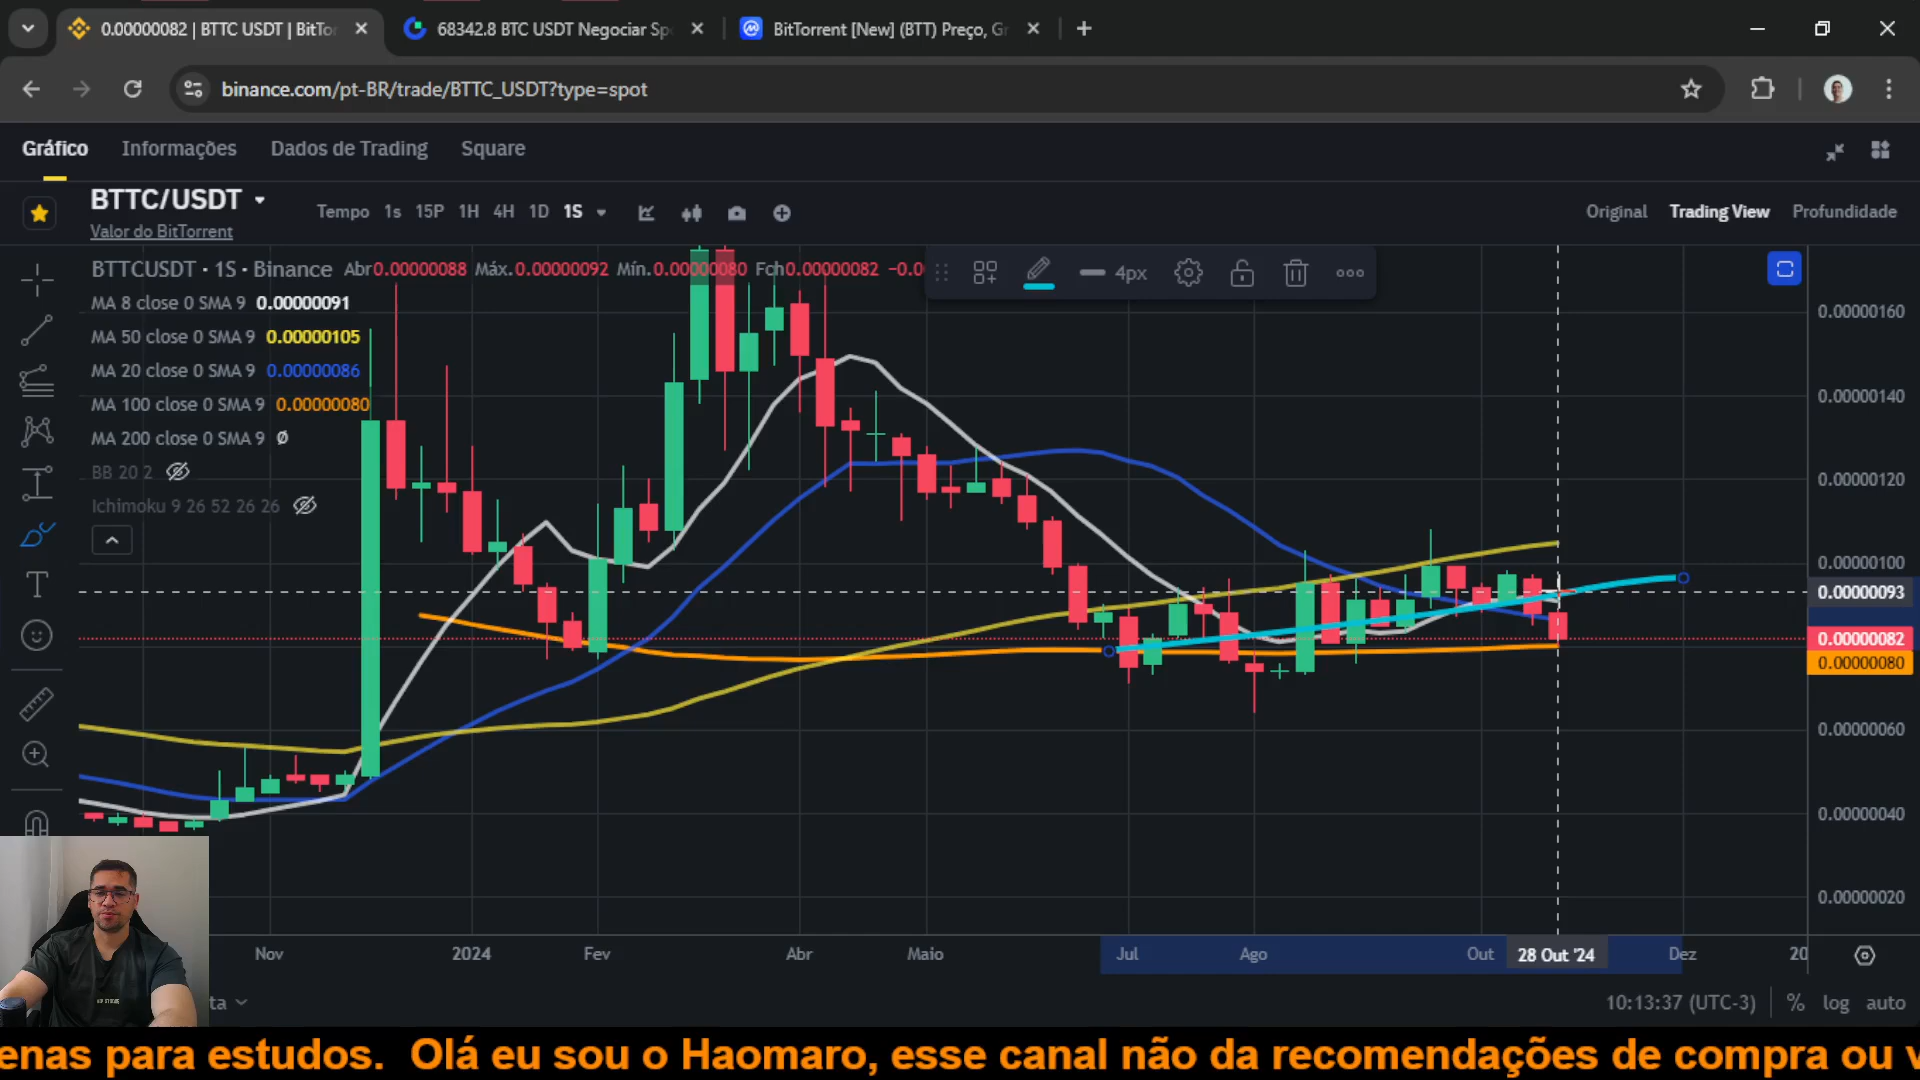 0.00000082 | BTTC USDT | BitTor
68342.8 BTC USDT Negociar Sp
BitTorrent [New] (BTT) Preço, Gr
binance.com/pt-BR/trade/BTTC_USDT?type=spot
Gráfico Informações Dados de Trading Square
BTTC/USDT
Valor do BitTorrent
Tempo 1s 15P 1H 4H 1D 1S
Original Trading View Profundidade
BTTCUSDT · 1S · Binance Abr0.00000088 Máx.0.00000092 Mín.0.00000080 Fch0.00000082 −0.0
4px
MA 8 close 0 SMA 9 0.00000091
MA 50 close 0 SMA 9 0.00000105
MA 20 close 0 SMA 9 0.00000086
MA 100 close 0 SMA 9 0.00000080
MA 200 close 0 SMA 9 Ø
BB 20 2
Ichimoku 9 26 52 26 26
0.00000160
0.00000140
0.00000120
0.00000100
0.00000093
0.00000082
0.00000080
0.00000060
0.00000040
0.00000020
Nov 2024 Fev Abr Maio Jul Ago Out 28 Out '24 Dez 20
ta
10:13:37 (UTC-3) % log auto
enas para estudos. Olá eu sou o Haomaro, esse canal não da recomendações de compra ou v